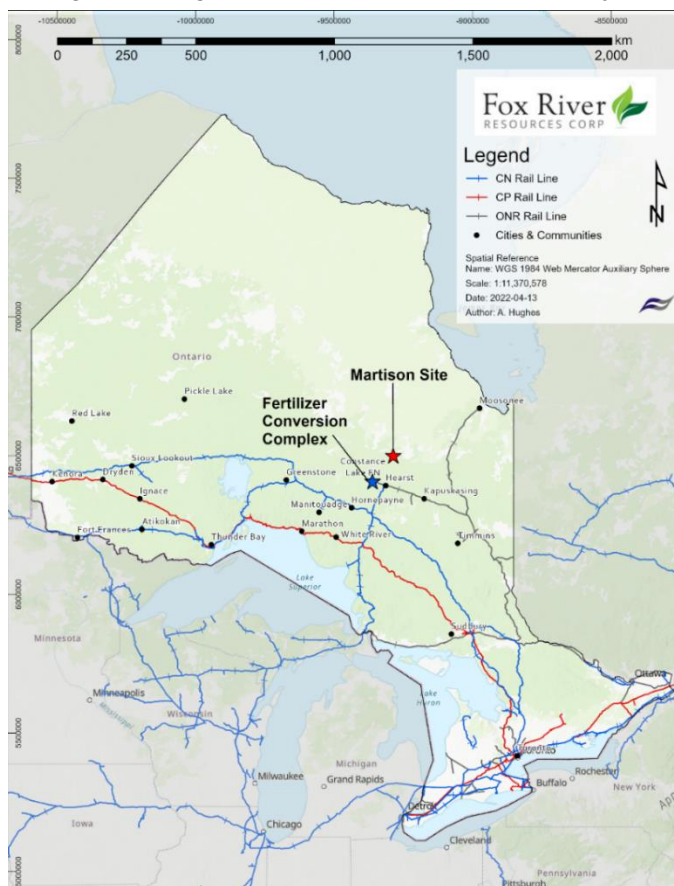 -10500000
-10000000
-9500000
-9000000
-8500000
km
0
250
500
1,000
1,500
2,000
8000000
7500000
7000000
6500000
6000000
5500000
5000000
Fox River
RESOURCES CORP
Legend
CN Rail Line
CP Rail Line
ONR Rail Line
Cities & Communities
N
Spatial Reference
Name: WGS 1984 Web Mercator Auxiliary Sphere
Scale: 1:11,370,578
Date: 2022-04-13
Author: A. Hughes
Ontario
Martison Site
Pickle Lake
Red Lake
Moosonee
Fertilizer
Conversion
Complex
Constance
Lake FN
Sioux Lookout
Kenora
Dryden
Greenstone
Hearst
Ignace
Kapuskasing
Manitouwadge
Hornepayne
Fort Frances
Atikokan
Marathon
White River
Timmins
Thunder Bay
Lake
Superior
Minnesota
Sudbury
Ottawa
Minneapolis
Mississippi
Wisconsin
Lake
Huron
Toronto
Michigan
Milwaukee
Grand Rapids
Buffalo
Rochester
New York
Detroit
Iowa
Chicago
Cleveland
Pennsylvania
Pittsburgh